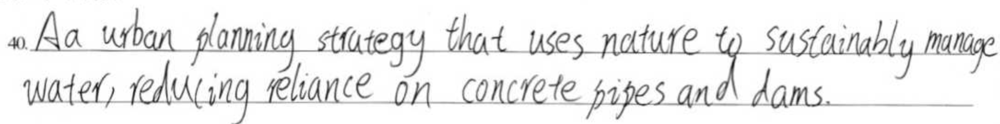 40. Aa urban planning strategy that uses nature to sustainably manage
water, reducing reliance on concrete pipes and dams.